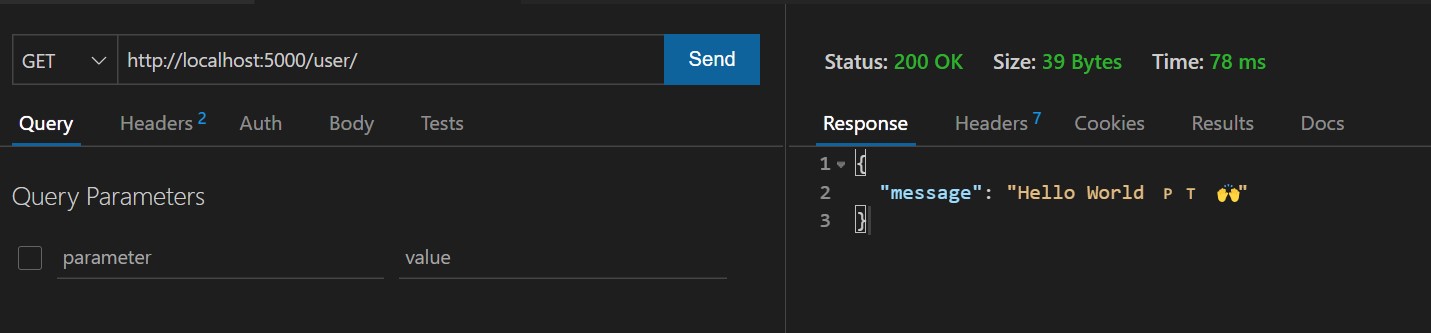 GET http://localhost:5000/user/ Send
Query Headers 2 Auth Body Tests
Query Parameters
parameter value
Status: 200 OK Size: 39 Bytes Time: 78 ms
Response Headers 7 Cookies Results Docs
1 {
2 "message": "Hello World P T 🙌"
3 }